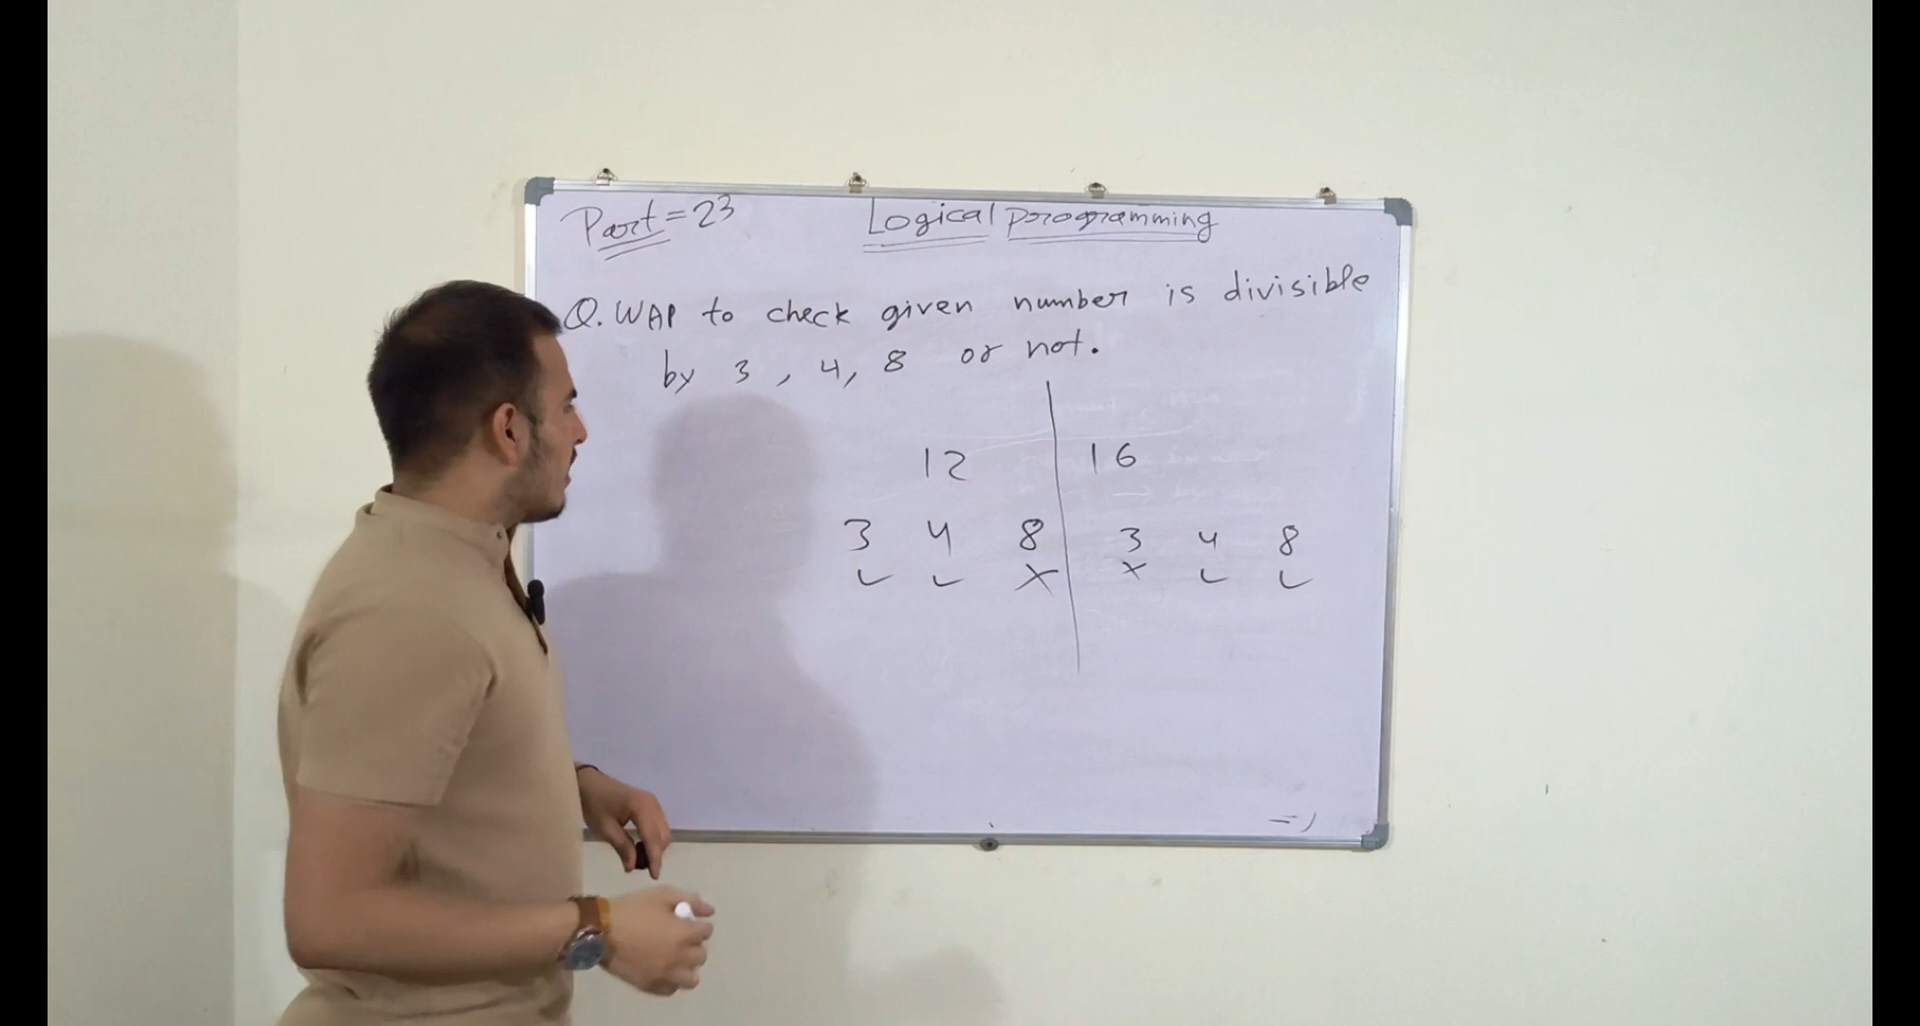 Part=23
Logical programming
Q. WAP to check given number is divisible
by 3, 4, 8 or not.
12
3 4 8
✓ ✓ ×
16
3 4 8
× ✓ ✓